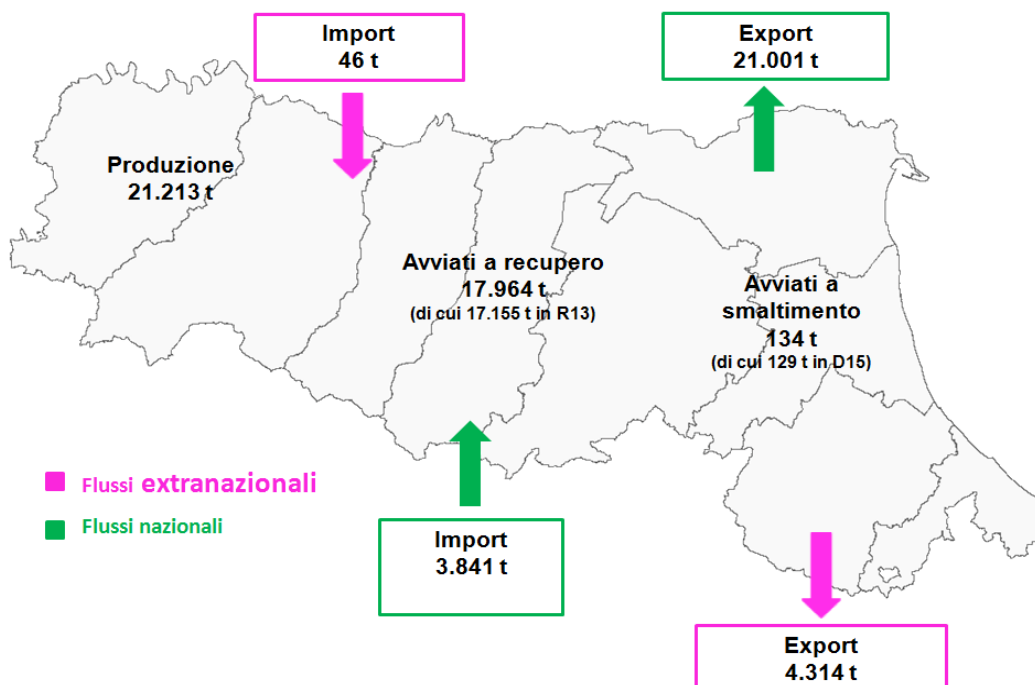 Import
46 t
Export
21.001 t
Produzione
21.213 t
Avviati a recupero
17.964 t
(di cui 17.155 t in R13)
Avviati a
smaltimento
134 t
(di cui 129 t in D15)
Flussi extranazionali
Flussi nazionali
Import
3.841 t
Export
4.314 t